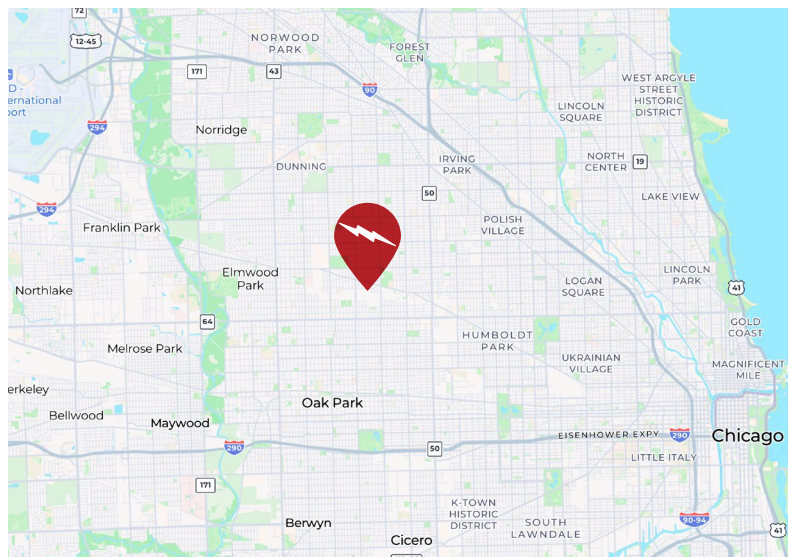 72
12-45
NORWOOD
PARK
FOREST
GLEN
171
43
90
WEST ARGYLE
STREET
HISTORIC
DISTRICT
D -
ernational
port
LINCOLN
SQUARE
294
Norridge
DUNNING
IRVING
PARK
NORTH
CENTER
19
50
LAKE VIEW
294
Franklin Park
POLISH
VILLAGE
Elmwood
Park
LINCOLN
PARK
Northlake
LOGAN
SQUARE
41
64
GOLD
COAST
HUMBOLDT
PARK
Melrose Park
UKRAINIAN
VILLAGE
MAGNIFICENT
MILE
erkeley
Oak Park
Bellwood
Maywood
EISENHOWER EXPY
290
Chicago
290
50
LITTLE ITALY
171
K-TOWN
HISTORIC
DISTRICT
Berwyn
SOUTH
LAWNDALE
90-94
41
Cicero